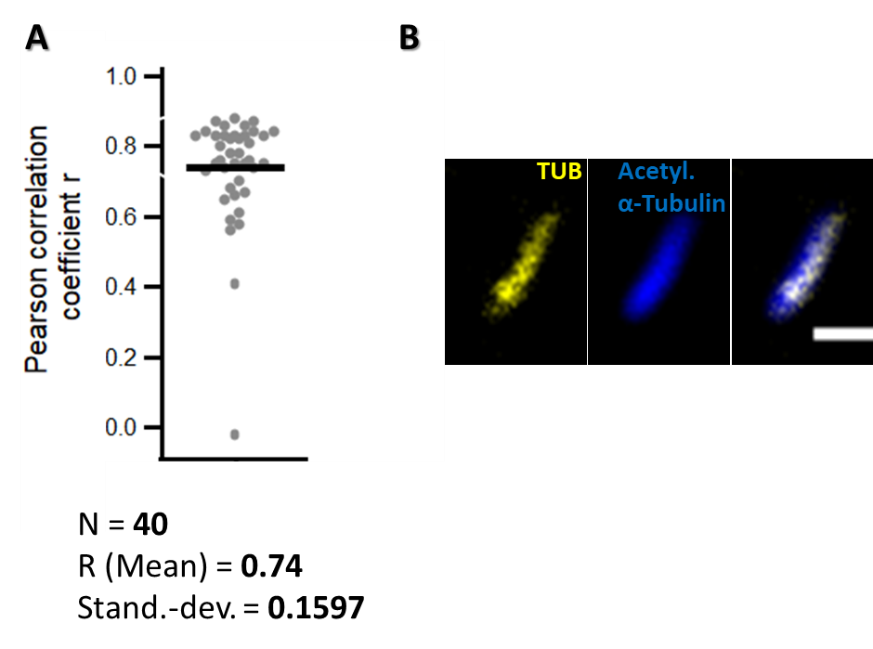 A
B
Pearson correlation
coefficient r
1.0
0.8
0.6
0.4
0.2
0.0
TUB
Acetyl.
α-Tubulin
N = 40
R (Mean) = 0.74
Stand.-dev. = 0.1597